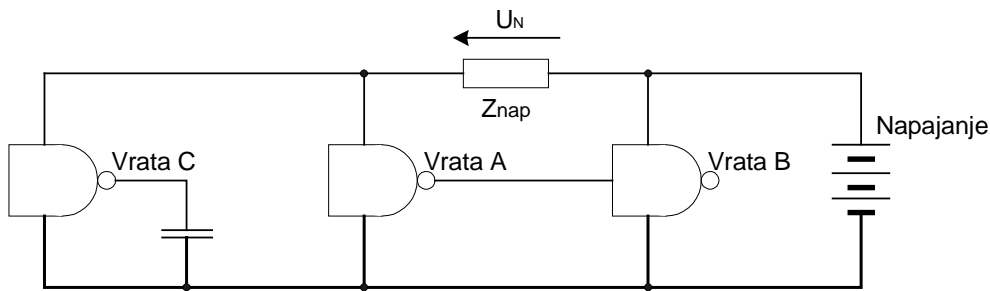 UN
Znap
Napajanje
Vrata C
Vrata A
Vrata B